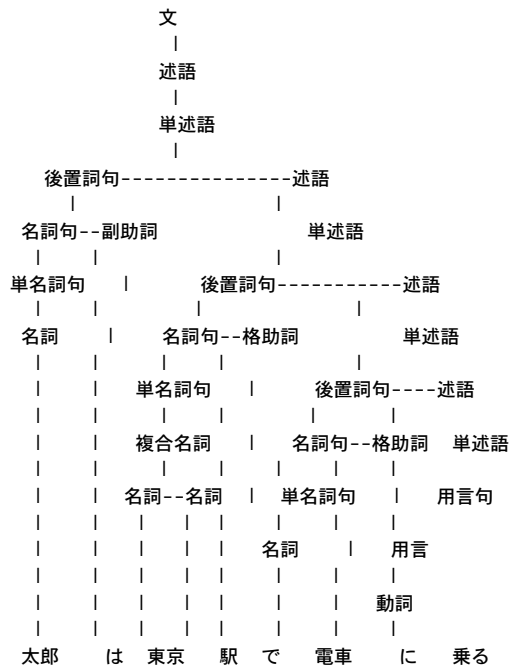 文
|
述語
|
単述語
|
後置詞句---------------述語
| |
名詞句--副助詞 単述語
| | |
単名詞句 | 後置詞句-----------述語
| | | |
名詞 | 名詞句--格助詞 単述語
| | | | |
| | 単名詞句 | 後置詞句----述語
| | | | | |
| | 複合名詞 | 名詞句--格助詞 単述語
| | | | | | |
| | 名詞--名詞 | 単名詞句 | 用言句
| | | | | | | |
| | | | | 名詞 | 用言
| | | | | | | |
| | | | | | | 動詞
| | | | | | | |
太郎 は 東京 駅 で 電車 に 乗る